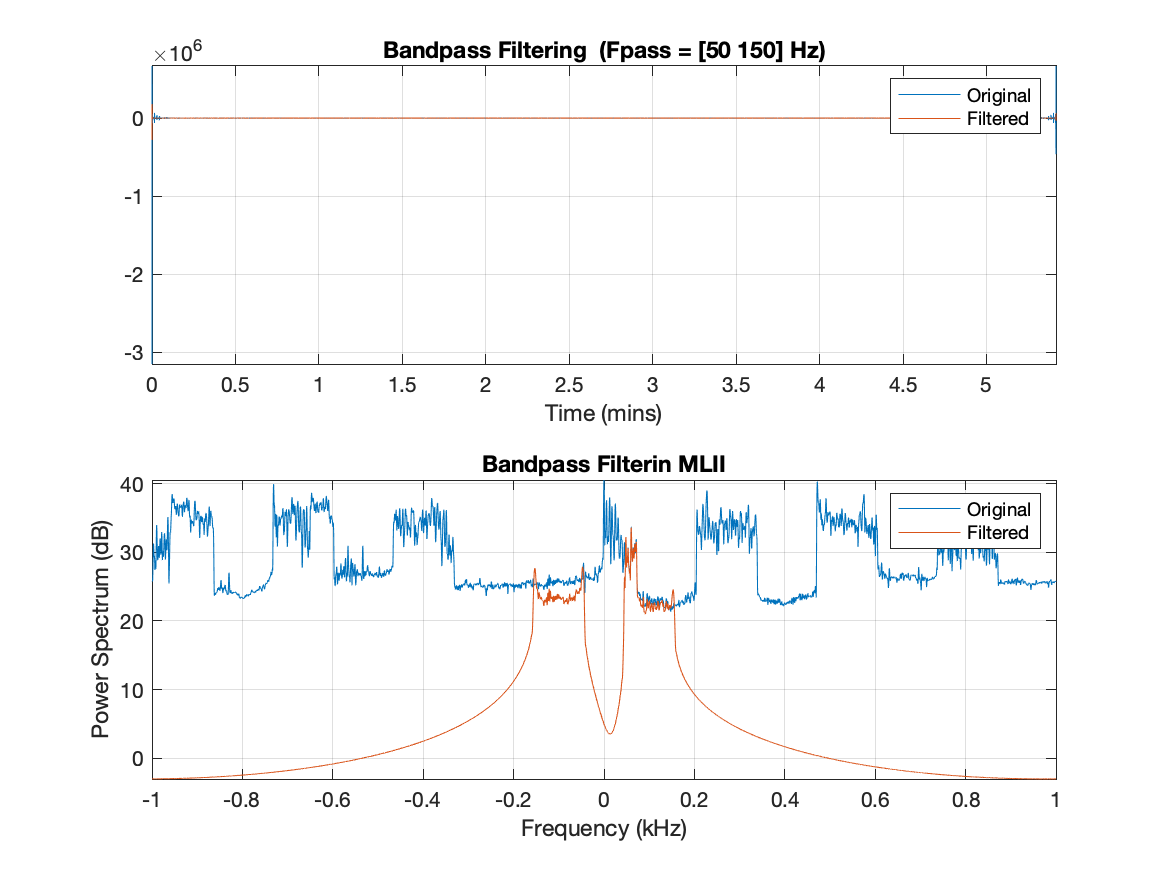 Bandpass Filtering  (Fpass = [50 150] Hz)
×10⁶
Original
Filtered
0
-1
-2
-3
0 0.5 1 1.5 2 2.5 3 3.5 4 4.5 5
Time (mins)
Bandpass Filterin MLII
Original
Filtered
40
30
20
10
0
Power Spectrum (dB)
-1 -0.8 -0.6 -0.4 -0.2 0 0.2 0.4 0.6 0.8 1
Frequency (kHz)